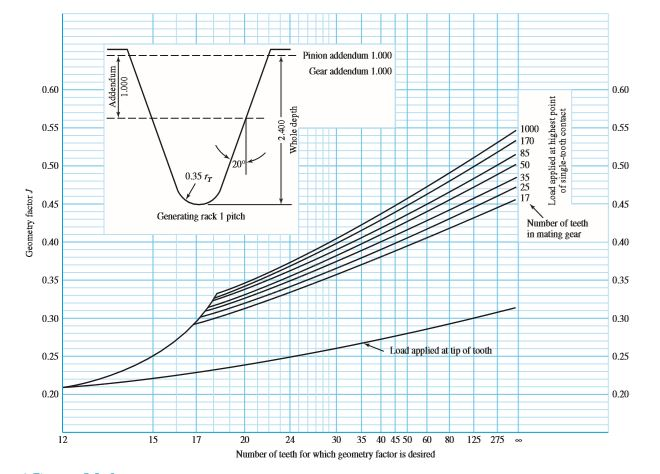 Pinion addendum 1.000
Gear addendum 1.000
Addendum
1.000
2.400
Whole depth
20°
0.35 rT
Generating rack 1 pitch
Geometry factor J
0.60
0.55
0.50
0.45
0.40
0.35
0.30
0.25
0.20
0.60
0.55
0.50
0.45
0.40
0.35
0.30
0.25
0.20
1000
170
85
50
35
25
17
Load applied at highest point
of single-tooth contact
Number of teeth
in mating gear
Load applied at tip of tooth
12 15 17 20 24 30 35 40 45 50 60 80 125 275 ∞
Number of teeth for which geometry factor is desired